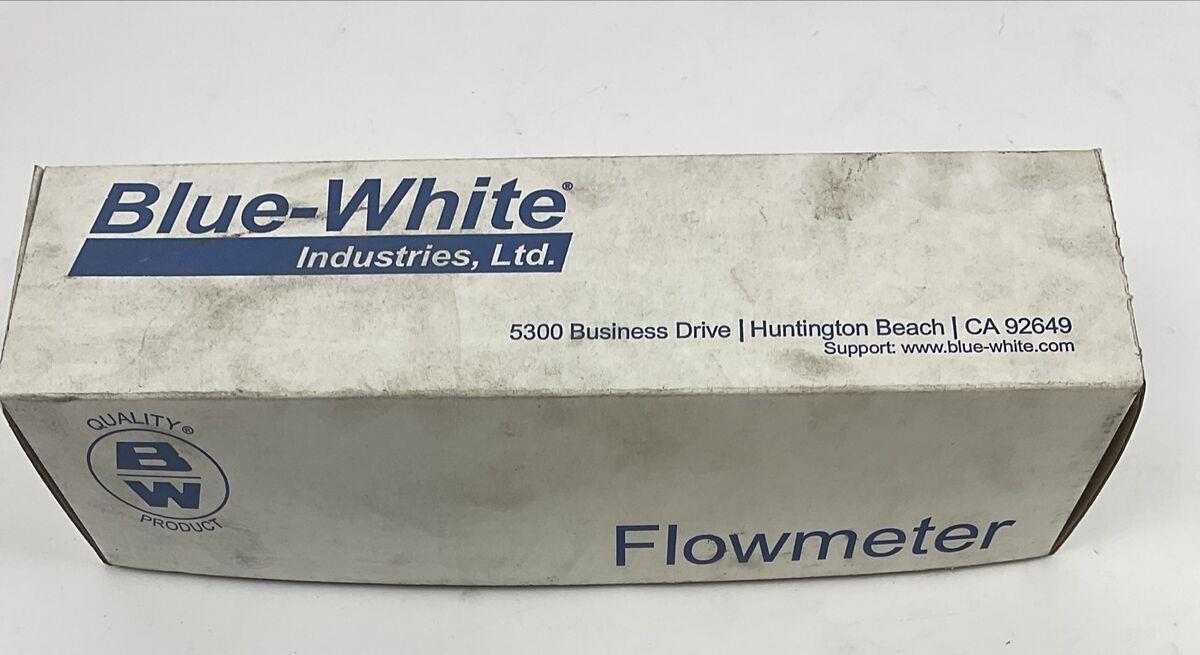 Blue-White®
Industries, Ltd.
5300 Business Drive | Huntington Beach | CA 92649
Support: www.blue-white.com
QUALITY®
B
W
PRODUCT
Flowmeter